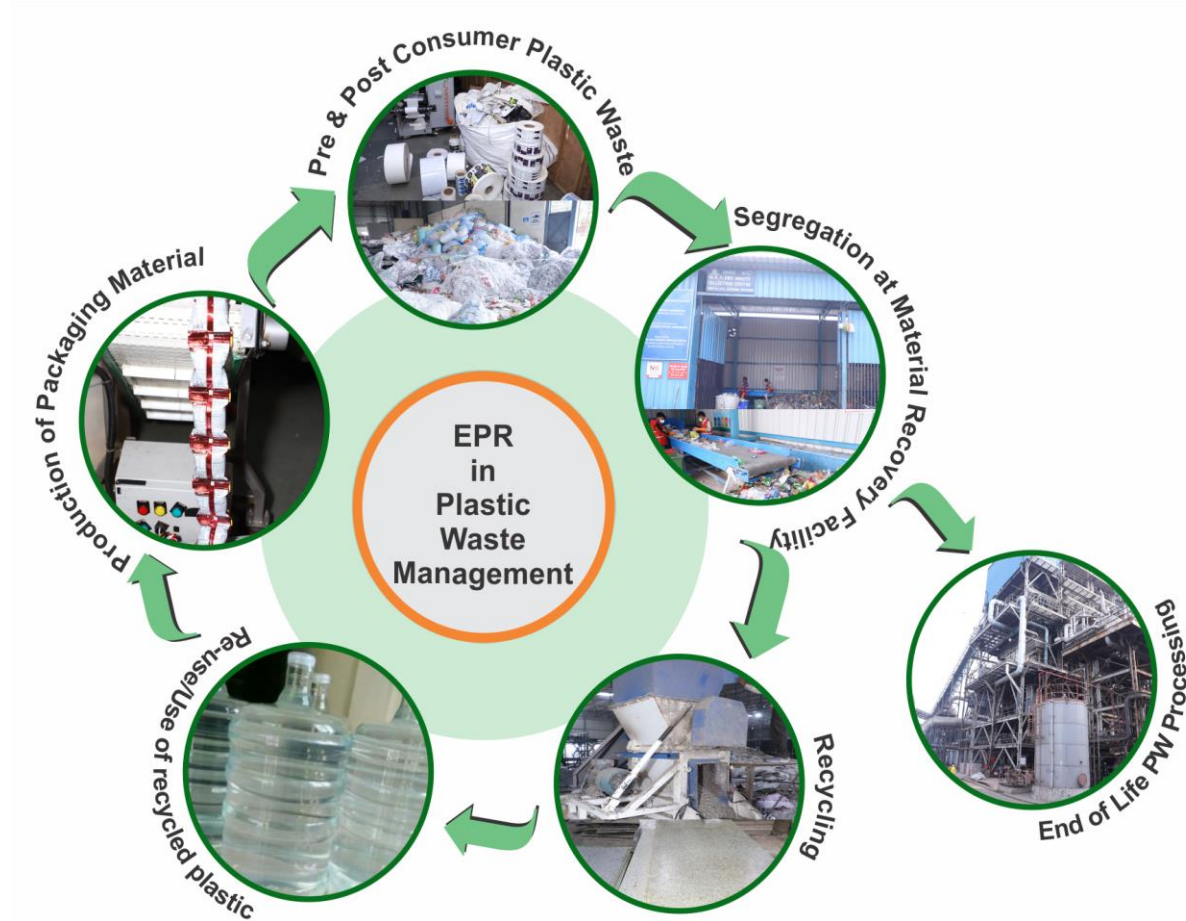 Pre & Post Consumer Plastic Waste
Segregation at Material Recovery Facility
Production of Packaging Material
EPR
in
Plastic
Waste
Management
End of Life PW Processing
Recycling
Re-use/Use of recycled plastic